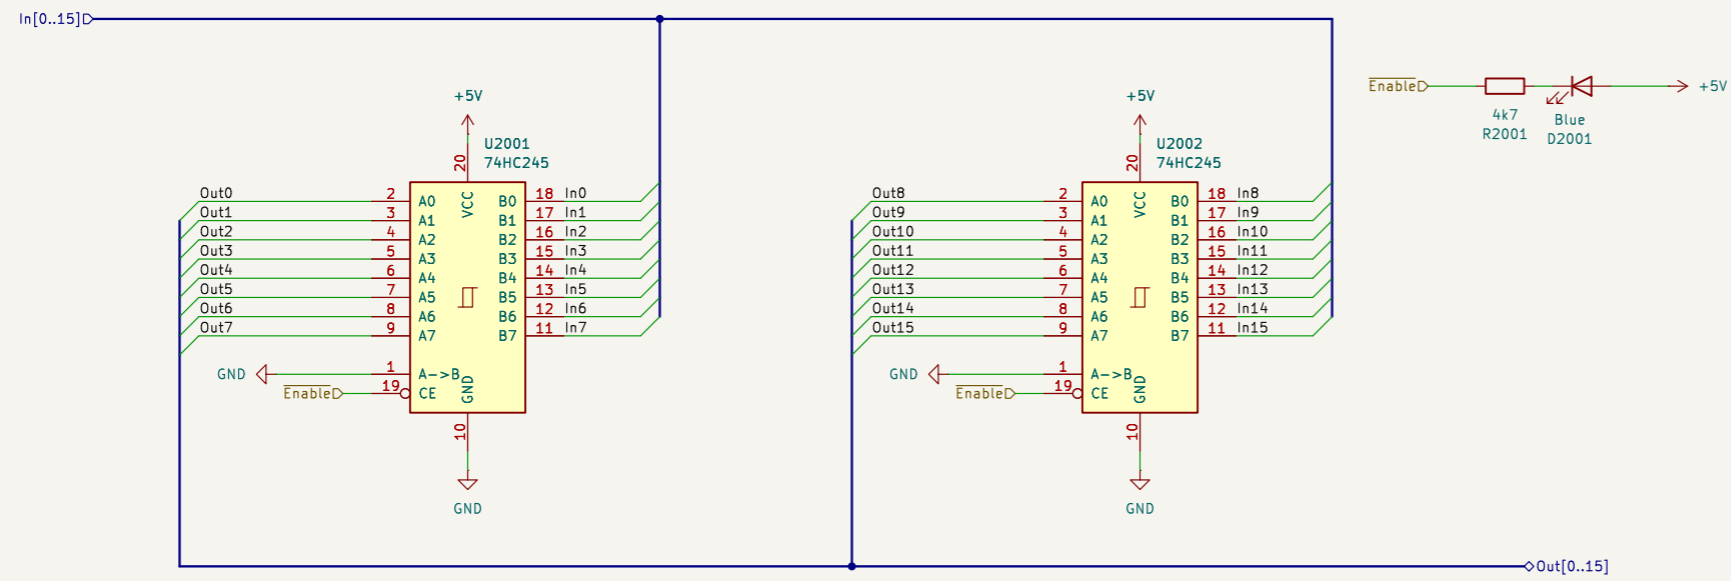 In[0..15]
+5V
U2001
74HC245
20
VCC
Out0 2 A0 B0 18 In0
Out1 3 A1 B1 17 In1
Out2 4 A2 B2 16 In2
Out3 5 A3 B3 15 In3
Out4 6 A4 B4 14 In4
Out5 7 A5 B5 13 In5
Out6 8 A6 B6 12 In6
Out7 9 A7 B7 11 In7
GND 1 A->B
Enable 19 CE
GND
10
GND
+5V
U2002
74HC245
20
VCC
Out8 2 A0 B0 18 In8
Out9 3 A1 B1 17 In9
Out10 4 A2 B2 16 In10
Out11 5 A3 B3 15 In11
Out12 6 A4 B4 14 In12
Out13 7 A5 B5 13 In13
Out14 8 A6 B6 12 In14
Out15 9 A7 B7 11 In15
GND 1 A->B
Enable 19 CE
GND
10
GND
Enable
4k7
R2001
Blue
D2001
+5V
Out[0..15]